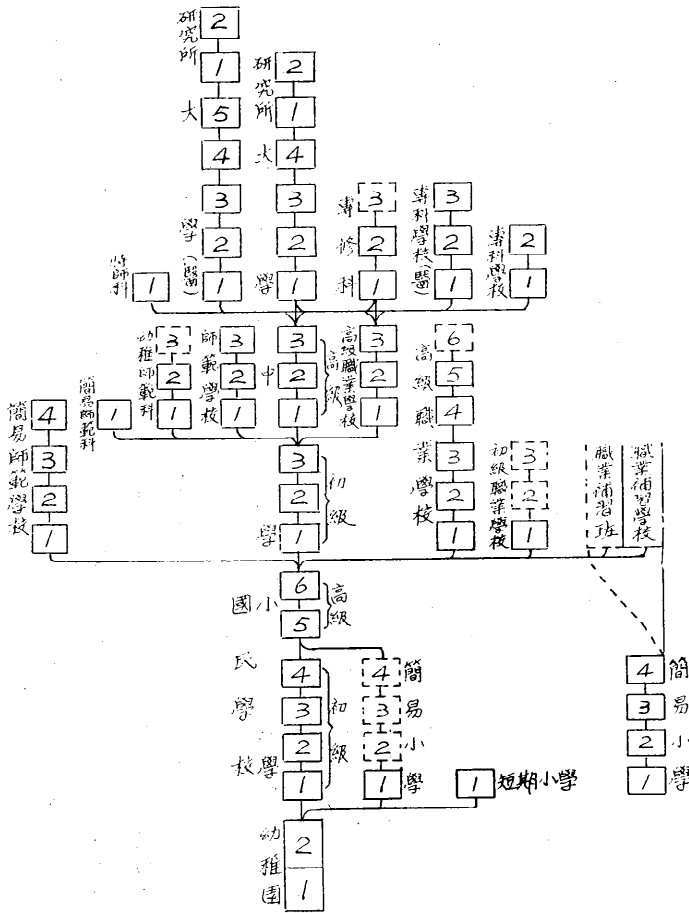 研究所
2
1
大
5
4
3
學
2
(醫)
1
研究所
2
1
大
4
3
2
學
1
專修科
3
2
1
專科學校(醫)
3
2
1
專科學校
2
1
師科
1
幼稚師範科
3
2
1
師範學校
3
2
1
中
高級
3
2
1
高級職業學校
3
2
1
高級職業學校
6
5
4
3
2
1
簡易師範學校
4
3
2
1
簡易師範科
1
學
初級
3
2
1
初級職業學校
3
2
1
職業補習班
職業補習學校
國民學校
小學
高級
6
5
初級
4
3
2
1
簡易小學
4
3
2
1
短期小學
1
簡易小學
4
3
2
1
幼稚園
2
1